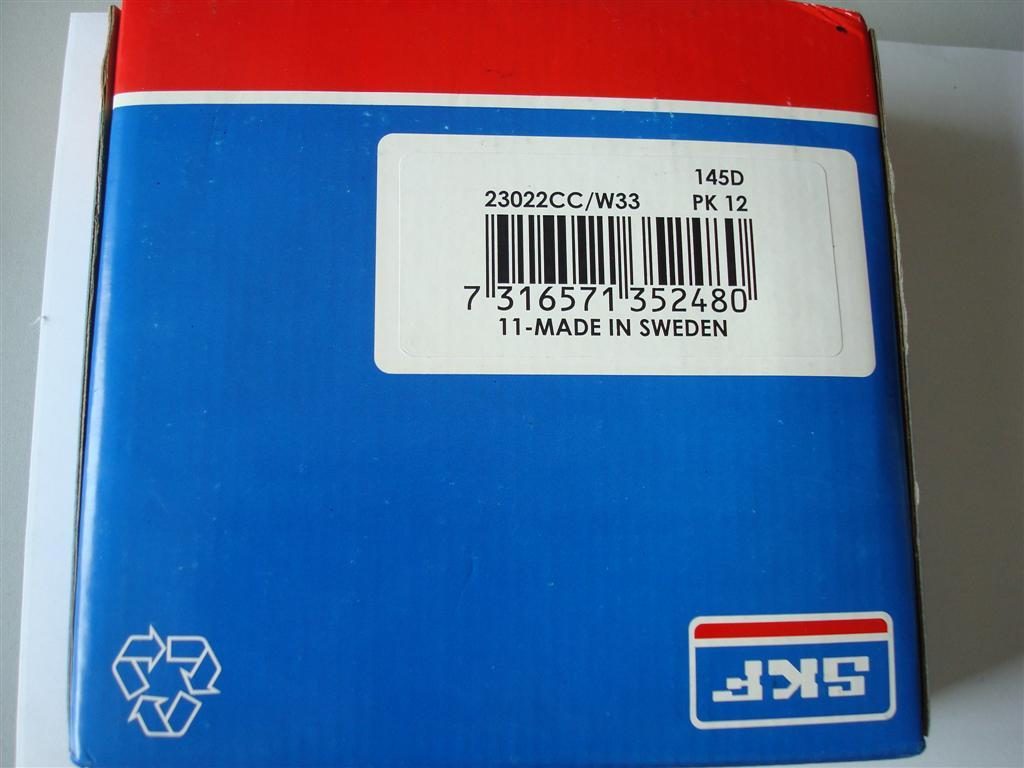 145D
23022CC/W33 PK 12
7 316571 352480
11-MADE IN SWEDEN
SKF